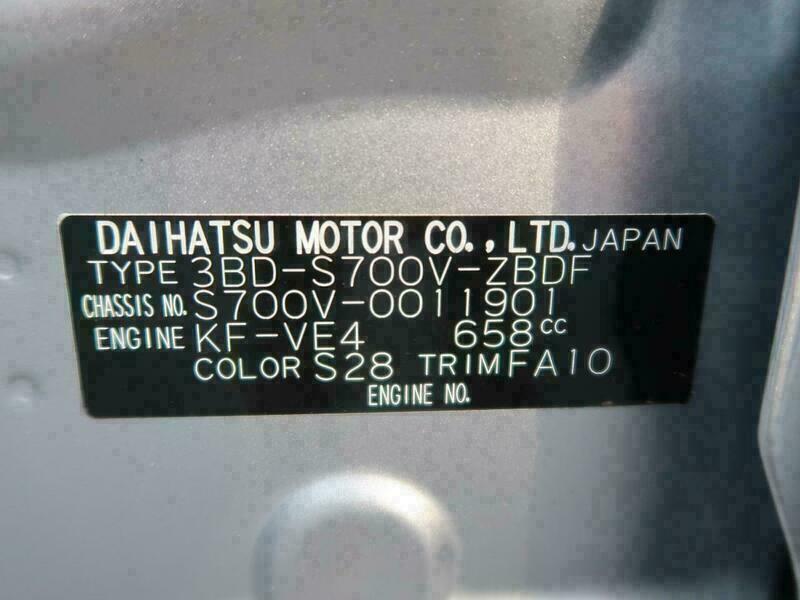 DAIHATSU MOTOR CO., LTD. JAPAN
TYPE 3BD-S700V-ZBDF
CHASSIS NO. S700V-0011901
ENGINE KF-VE4 658CC
COLOR S28 TRIM FA10
ENGINE NO.